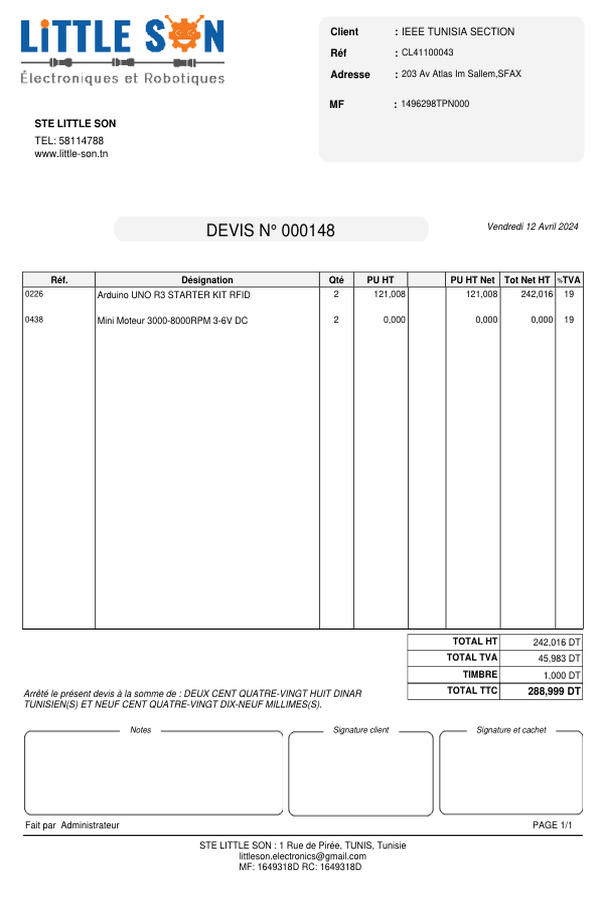 LiTTLE SON
Électroniques et Robotiques
STE LITTLE SON
TEL: 58114788
www.little-son.tn
Client : IEEE TUNISIA SECTION
Réf : CL41100043
Adresse : 203 Av Atlas Im Sallem,SFAX
MF : 1496298TPN000
DEVIS N° 000148
Vendredi 12 Avril 2024
Réf. Désignation Qté PU HT PU HT Net Tot Net HT %TVA
0226 Arduino UNO R3 STARTER KIT RFID 2 121,008 121,008 242,016 19
0438 Mini Moteur 3000-8000RPM 3-6V DC 2 0,000 0,000 0,000 19
TOTAL HT 242,016 DT
TOTAL TVA 45,983 DT
TIMBRE 1,000 DT
TOTAL TTC 288,999 DT
Arrêté le présent devis à la somme de : DEUX CENT QUATRE-VINGT HUIT DINAR
TUNISIEN(S) ET NEUF CENT QUATRE-VINGT DIX-NEUF MILLIMES(S).
Notes Signature client Signature et cachet
Fait par Administrateur PAGE 1/1
STE LITTLE SON : 1 Rue de Pirée, TUNIS, Tunisie
littleson.electronics@gmail.com
MF: 1649318D RC: 1649318D